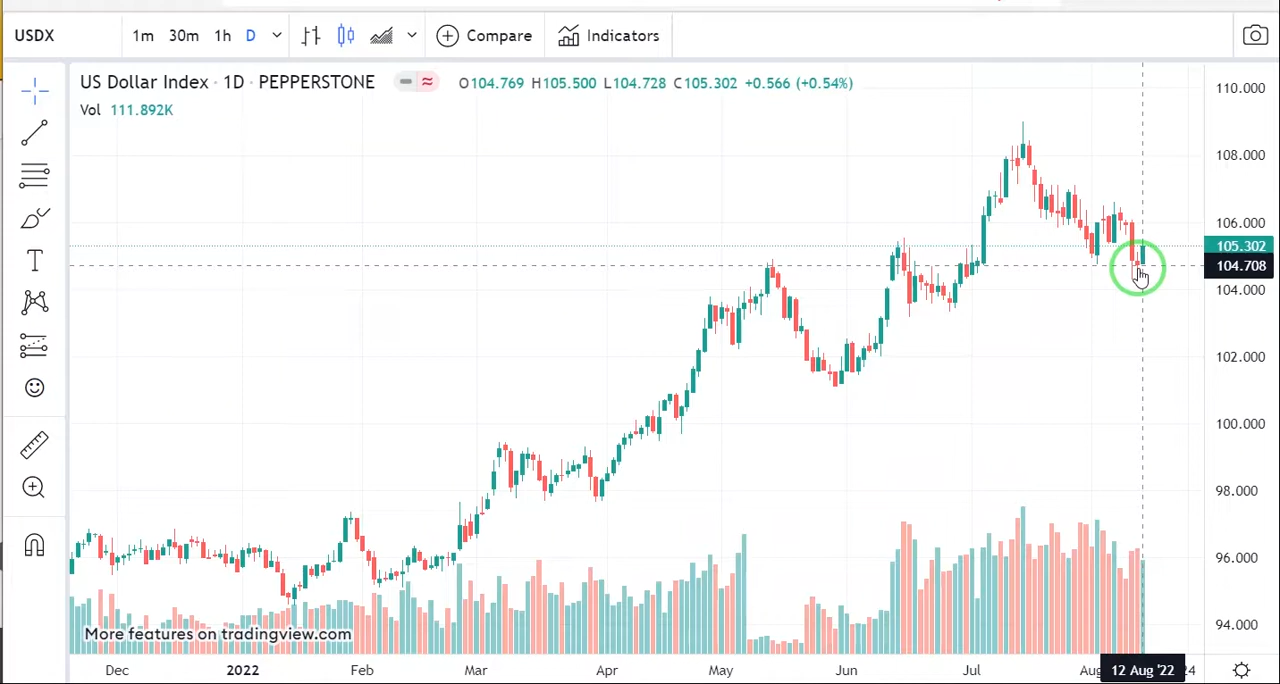 USDX 1m 30m 1h D Compare Indicators
US Dollar Index · 1D · PEPPERSTONE O104.769 H105.500 L104.728 C105.302 +0.566 (+0.54%)
Vol 111.892K
110.000
108.000
106.000
105.302
104.708
104.000
102.000
100.000
98.000
96.000
94.000
T
More features on tradingview.com
Dec 2022 Feb Mar Apr May Jun Jul Aug 12 Aug '22 24